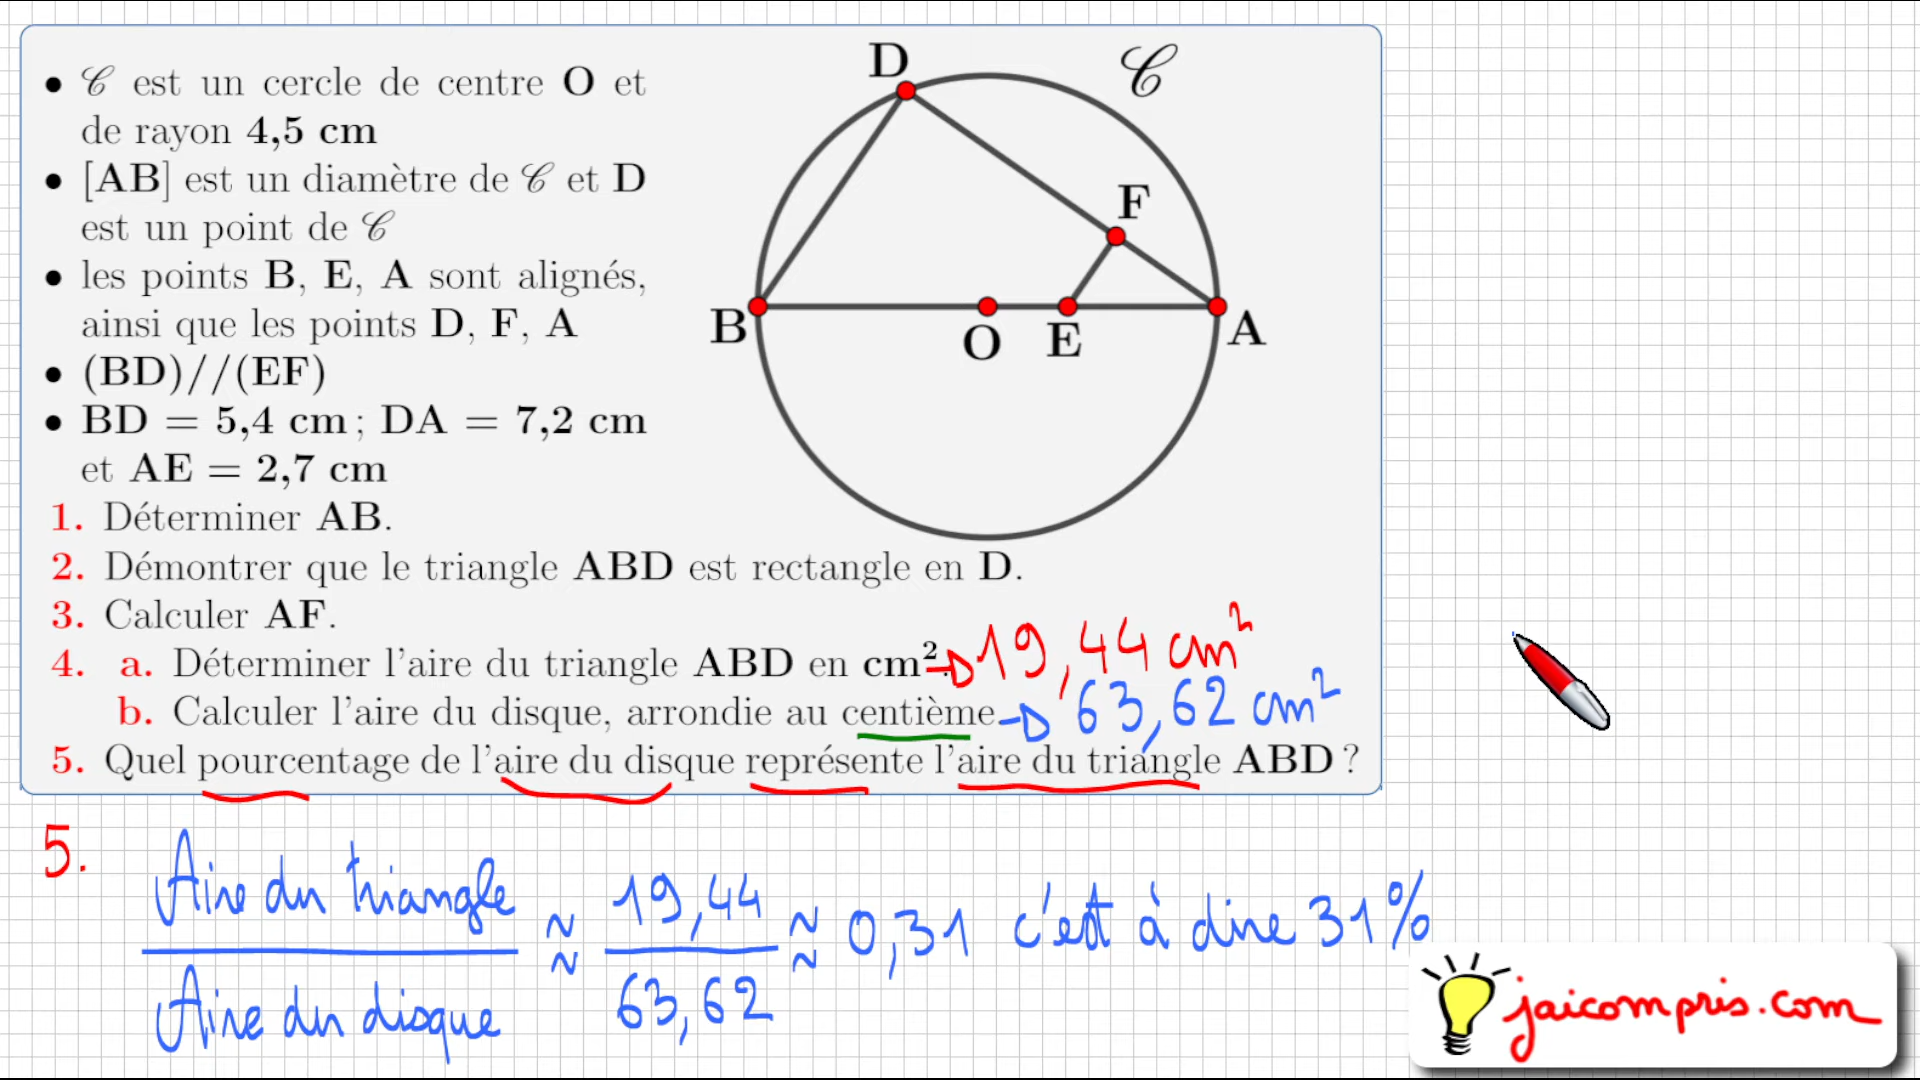 • 𝒞 est un cercle de centre O et
de rayon 4,5 cm
• [AB] est un diamètre de 𝒞 et D
est un point de 𝒞
• les points B, E, A sont alignés,
ainsi que les points D, F, A
• (BD)//(EF)
• BD = 5,4 cm ; DA = 7,2 cm
et AE = 2,7 cm
D
𝒞
F
B
O
E
A
1. Déterminer AB.
2. Démontrer que le triangle ABD est rectangle en D.
3. Calculer AF.
4. a. Déterminer l'aire du triangle ABD en cm². → 19,44 cm²
b. Calculer l'aire du disque, arrondie au centième → 63,62 cm²
5. Quel pourcentage de l'aire du disque représente l'aire du triangle ABD ?
5. Aire du triangle / Aire du disque ≈ 19,44 / 63,62 ≈ 0,31 c'est à dire 31%
jaicompris.com